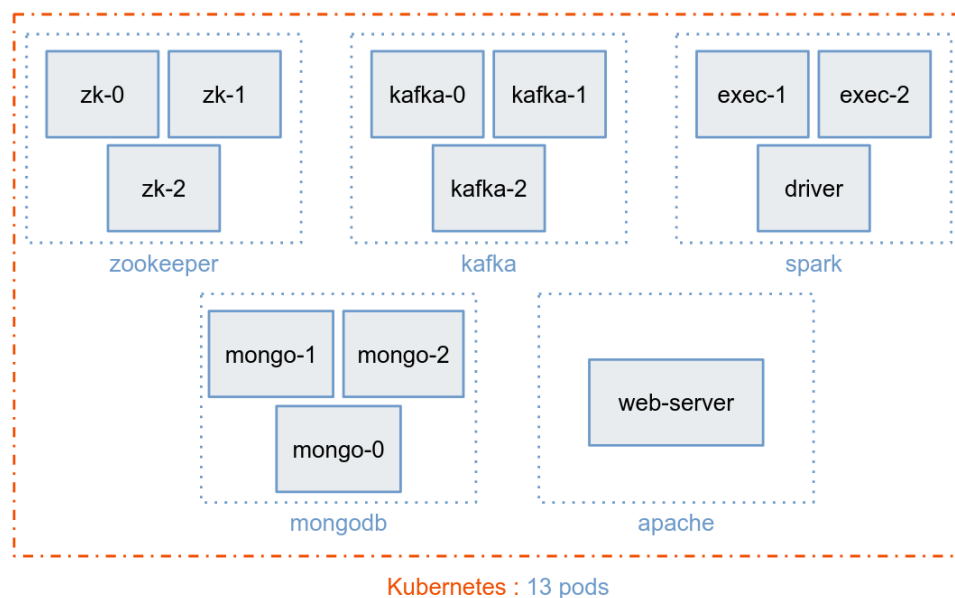 zk-0
zk-1
zk-2
zookeeper
kafka-0
kafka-1
kafka-2
kafka
exec-1
exec-2
driver
spark
mongo-1
mongo-2
mongo-0
mongodb
web-server
apache
Kubernetes : 13 pods